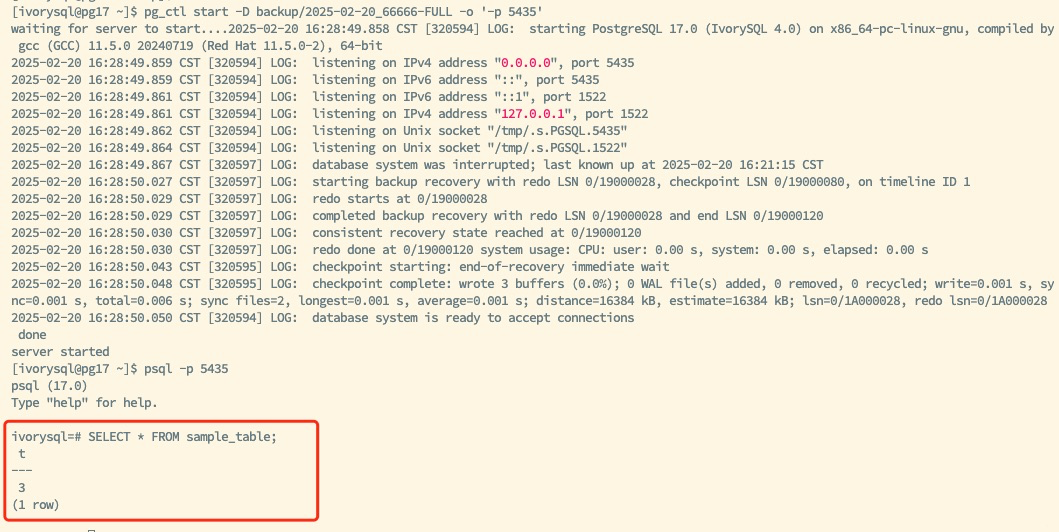 [ivorysql@pg17 ~]$ pg_ctl start -D backup/2025-02-20_66666-FULL -o '-p 5435'
waiting for server to start....2025-02-20 16:28:49.858 CST [320594] LOG:  starting PostgreSQL 17.0 (IvorySQL 4.0) on x86_64-pc-linux-gnu, compiled by
 gcc (GCC) 11.5.0 20240719 (Red Hat 11.5.0-2), 64-bit
2025-02-20 16:28:49.859 CST [320594] LOG:  listening on IPv4 address "0.0.0.0", port 5435
2025-02-20 16:28:49.859 CST [320594] LOG:  listening on IPv6 address "::", port 5435
2025-02-20 16:28:49.861 CST [320594] LOG:  listening on IPv6 address "::1", port 1522
2025-02-20 16:28:49.861 CST [320594] LOG:  listening on IPv4 address "127.0.0.1", port 1522
2025-02-20 16:28:49.862 CST [320594] LOG:  listening on Unix socket "/tmp/.s.PGSQL.5435"
2025-02-20 16:28:49.864 CST [320594] LOG:  listening on Unix socket "/tmp/.s.PGSQL.1522"
2025-02-20 16:28:49.867 CST [320597] LOG:  database system was interrupted; last known up at 2025-02-20 16:21:15 CST
2025-02-20 16:28:50.027 CST [320597] LOG:  starting backup recovery with redo LSN 0/19000028, checkpoint LSN 0/19000080, on timeline ID 1
2025-02-20 16:28:50.029 CST [320597] LOG:  redo starts at 0/19000028
2025-02-20 16:28:50.029 CST [320597] LOG:  completed backup recovery with redo LSN 0/19000028 and end LSN 0/19000120
2025-02-20 16:28:50.030 CST [320597] LOG:  consistent recovery state reached at 0/19000120
2025-02-20 16:28:50.030 CST [320597] LOG:  redo done at 0/19000120 system usage: CPU: user: 0.00 s, system: 0.00 s, elapsed: 0.00 s
2025-02-20 16:28:50.043 CST [320595] LOG:  checkpoint starting: end-of-recovery immediate wait
2025-02-20 16:28:50.048 CST [320595] LOG:  checkpoint complete: wrote 3 buffers (0.0%); 0 WAL file(s) added, 0 removed, 0 recycled; write=0.001 s, sy
nc=0.001 s, total=0.006 s; sync files=2, longest=0.001 s, average=0.001 s; distance=16384 kB, estimate=16384 kB; lsn=0/1A000028, redo lsn=0/1A000028
2025-02-20 16:28:50.050 CST [320594] LOG:  database system is ready to accept connections
 done
server started
[ivorysql@pg17 ~]$ psql -p 5435
psql (17.0)
Type "help" for help.
ivorysql=# SELECT * FROM sample_table;
 t
---
 3
(1 row)